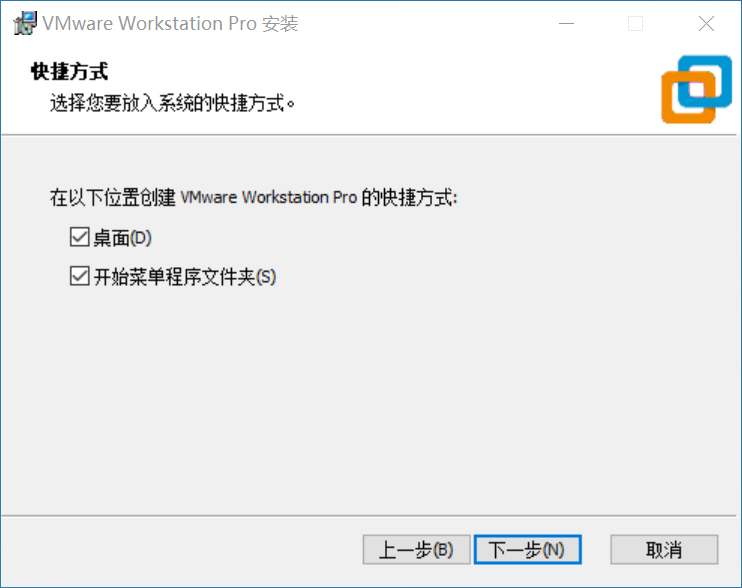 VMware Workstation Pro 安装
快捷方式
选择您要放入系统的快捷方式。
在以下位置创建 VMware Workstation Pro 的快捷方式:
桌面(D)
开始菜单程序文件夹(S)
上一步(B) 下一步(N) 取消